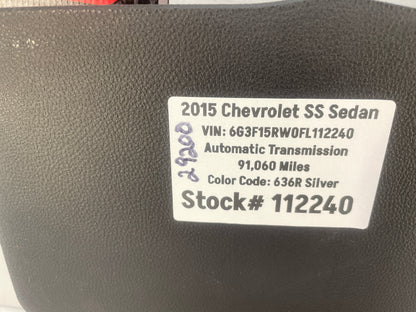 2015 Chevrolet SS Sedan
VIN: 6G3F15RW0FL112240
Automatic Transmission
91,060 Miles
Color Code: 636R Silver
Stock# 112240
29200